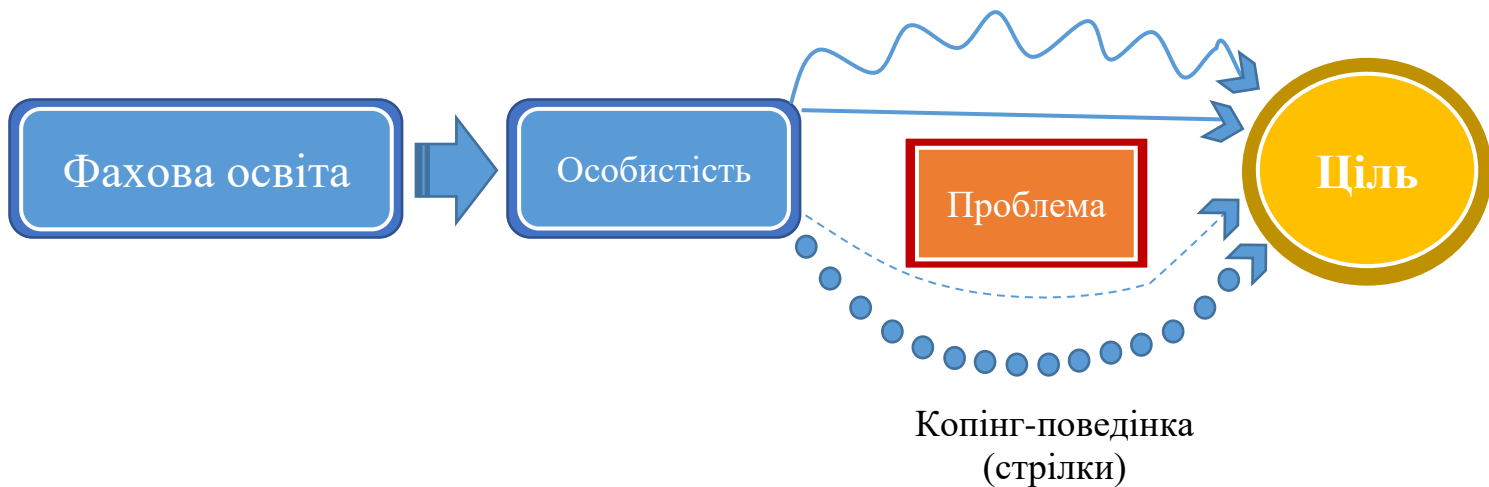 Фахова освіта
Особистість
Проблема
Ціль
Копінг-поведінка
(стрілки)